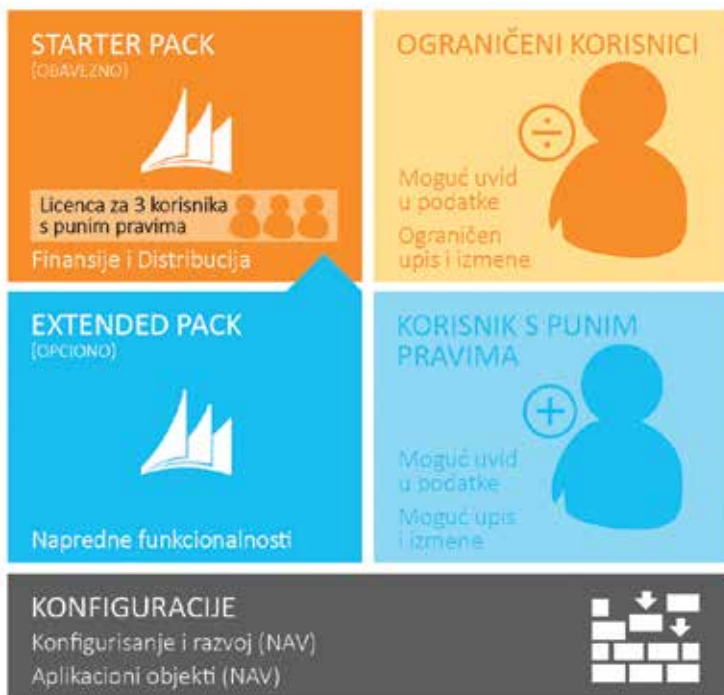 STARTER PACK
(OBAVEZNO)
Licenca za 3 korisnika
s punim pravima
Finansije i Distribucija
OGRANIČENI KORISNICI
Moguć uvid
u podatke
Ograničen
upis i izmene
EXTENDED PACK
(OPCIONO)
Napredne funkcionalnosti
KORISNIK S PUNIM
PRAVIMA
Moguć uvid
u podatke
Moguć upis
i izmene
KONFIGURACIJE
Konfigurisanje i razvoj (NAV)
Aplikacioni objekti (NAV)